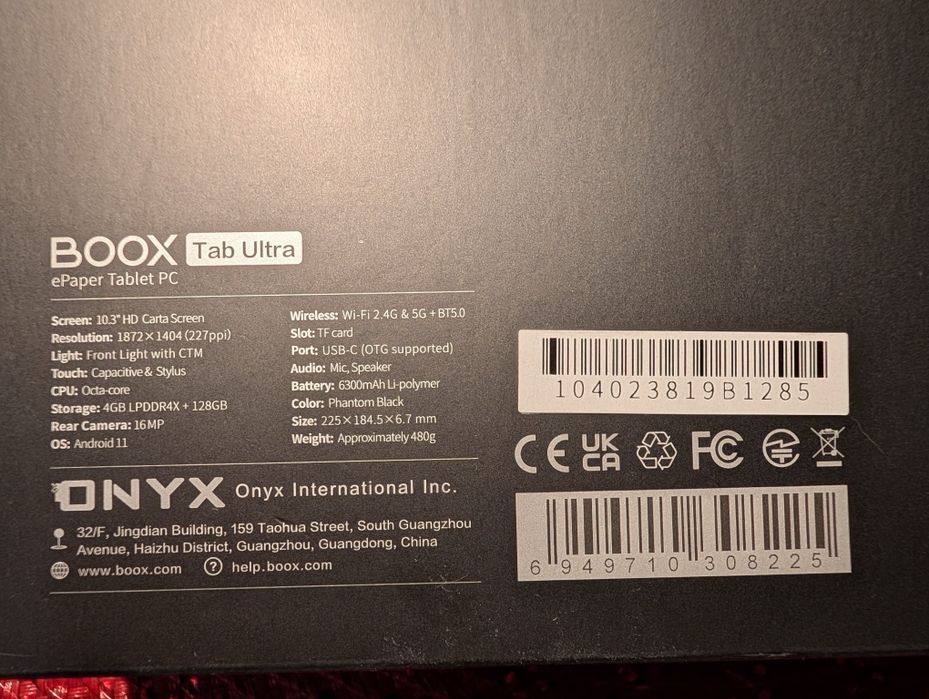 BOOX Tab Ultra
ePaper Tablet PC
Screen: 10.3" HD Carta Screen
Resolution: 1872×1404 (227ppi)
Light: Front Light with CTM
Touch: Capacitive & Stylus
CPU: Octa-core
Storage: 4GB LPDDR4X + 128GB
Rear Camera: 16MP
OS: Android 11
Wireless: Wi-Fi 2.4G & 5G + BT5.0
Slot: TF card
Port: USB-C (OTG supported)
Audio: Mic, Speaker
Battery: 6300mAh Li-polymer
Color: Phantom Black
Size: 225×184.5×6.7 mm
Weight: Approximately 480g
ONYX Onyx International Inc.
32/F, Jingdian Building, 159 Taohua Street, South Guangzhou
Avenue, Haizhu District, Guangzhou, Guangdong, China
www.boox.com help.boox.com
104023819B1285
CE UK CA FC
6 949710 308225